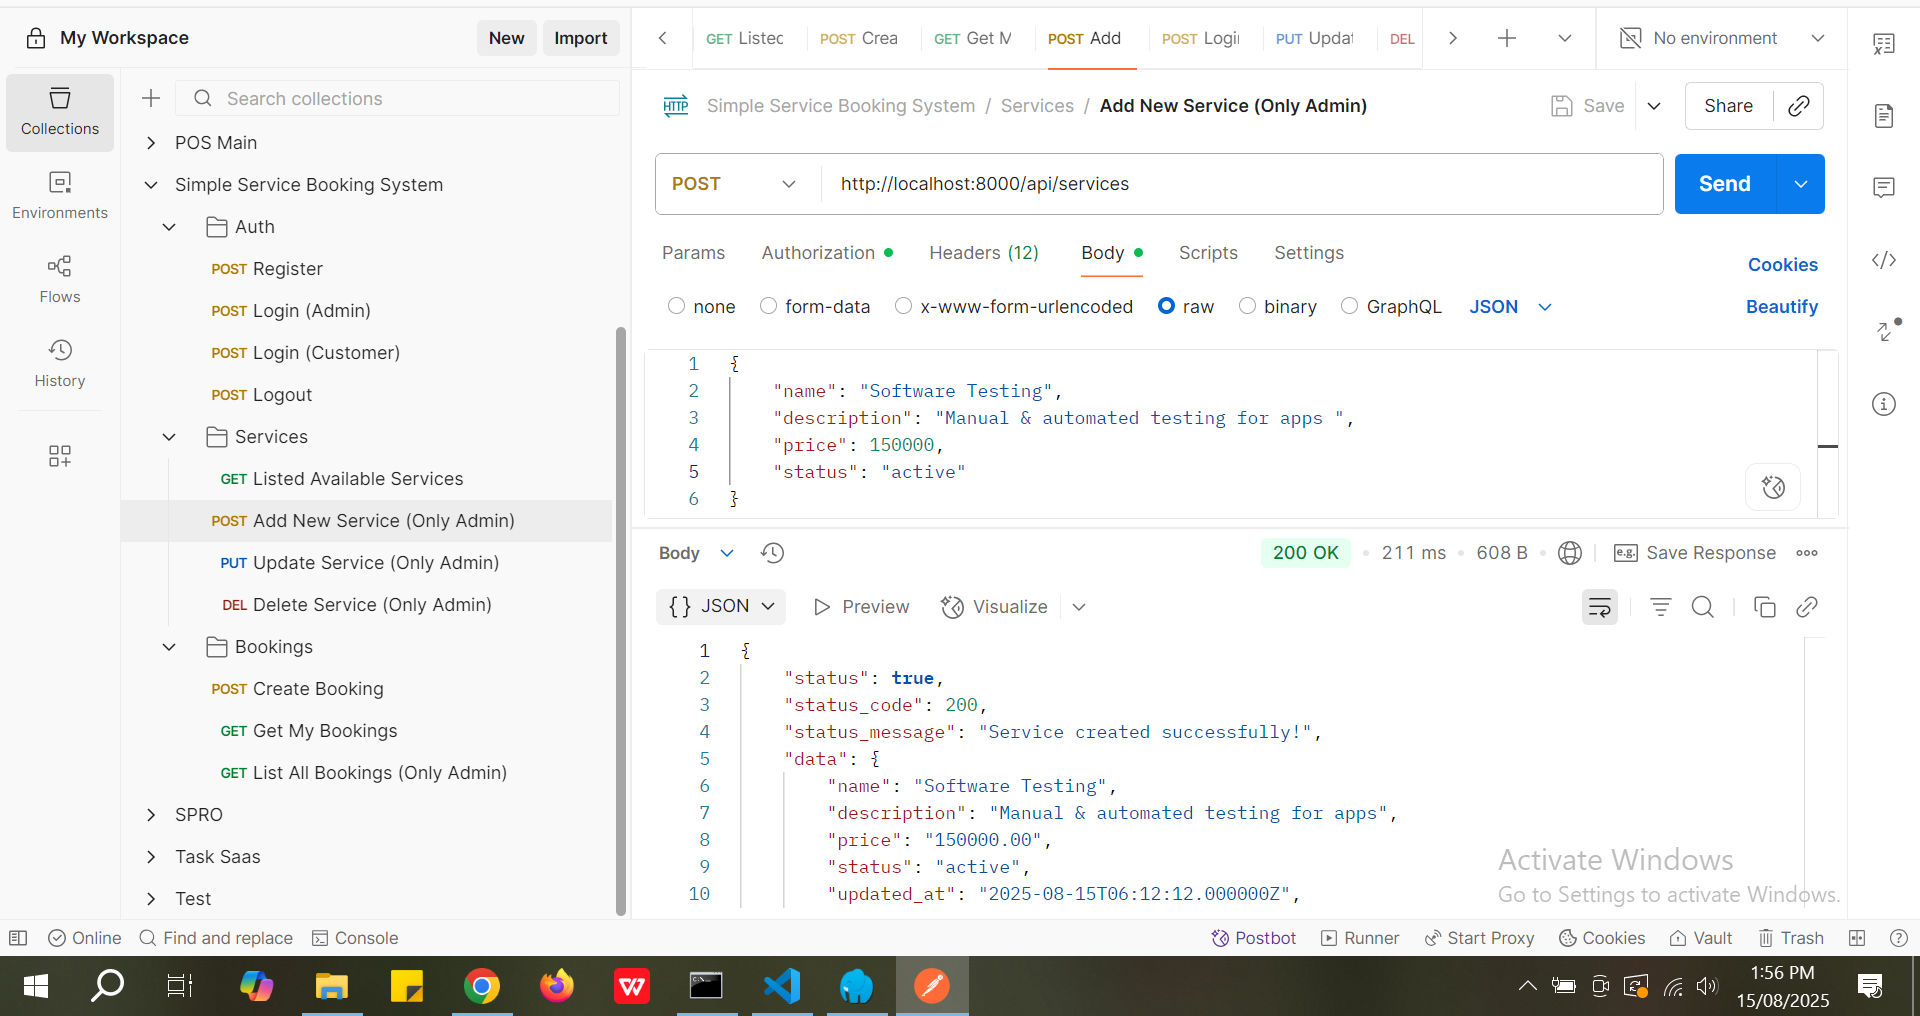 My Workspace
New
Import
GET Listec
POST Crea
GET Get M
POST Add
POST Logi
PUT Updat
DEL
No environment
Collections
Environments
Flows
History
Search collections
POS Main
Simple Service Booking System
Auth
POST Register
POST Login (Admin)
POST Login (Customer)
POST Logout
Services
GET Listed Available Services
POST Add New Service (Only Admin)
PUT Update Service (Only Admin)
DEL Delete Service (Only Admin)
Bookings
POST Create Booking
GET Get My Bookings
GET List All Bookings (Only Admin)
SPRO
Task Saas
Test
HTTP Simple Service Booking System / Services / Add New Service (Only Admin)
Save
Share
POST
http://localhost:8000/api/services
Send
Params
Authorization
Headers (12)
Body
Scripts
Settings
Cookies
none
form-data
x-www-form-urlencoded
raw
binary
GraphQL
JSON
Beautify
1 {
2 "name": "Software Testing",
3 "description": "Manual & automated testing for apps ",
4 "price": 150000,
5 "status": "active"
6 }
Body
200 OK
211 ms
608 B
e.g. Save Response
{} JSON
Preview
Visualize
1 {
2 "status": true,
3 "status_code": 200,
4 "status_message": "Service created successfully!",
5 "data": {
6 "name": "Software Testing",
7 "description": "Manual & automated testing for apps",
8 "price": "150000.00",
9 "status": "active",
10 "updated_at": "2025-08-15T06:12:12.000000Z",
Activate Windows
Go to Settings to activate Windows.
Online
Find and replace
Console
Postbot
Runner
Start Proxy
Cookies
Vault
Trash
1:56 PM
15/08/2025